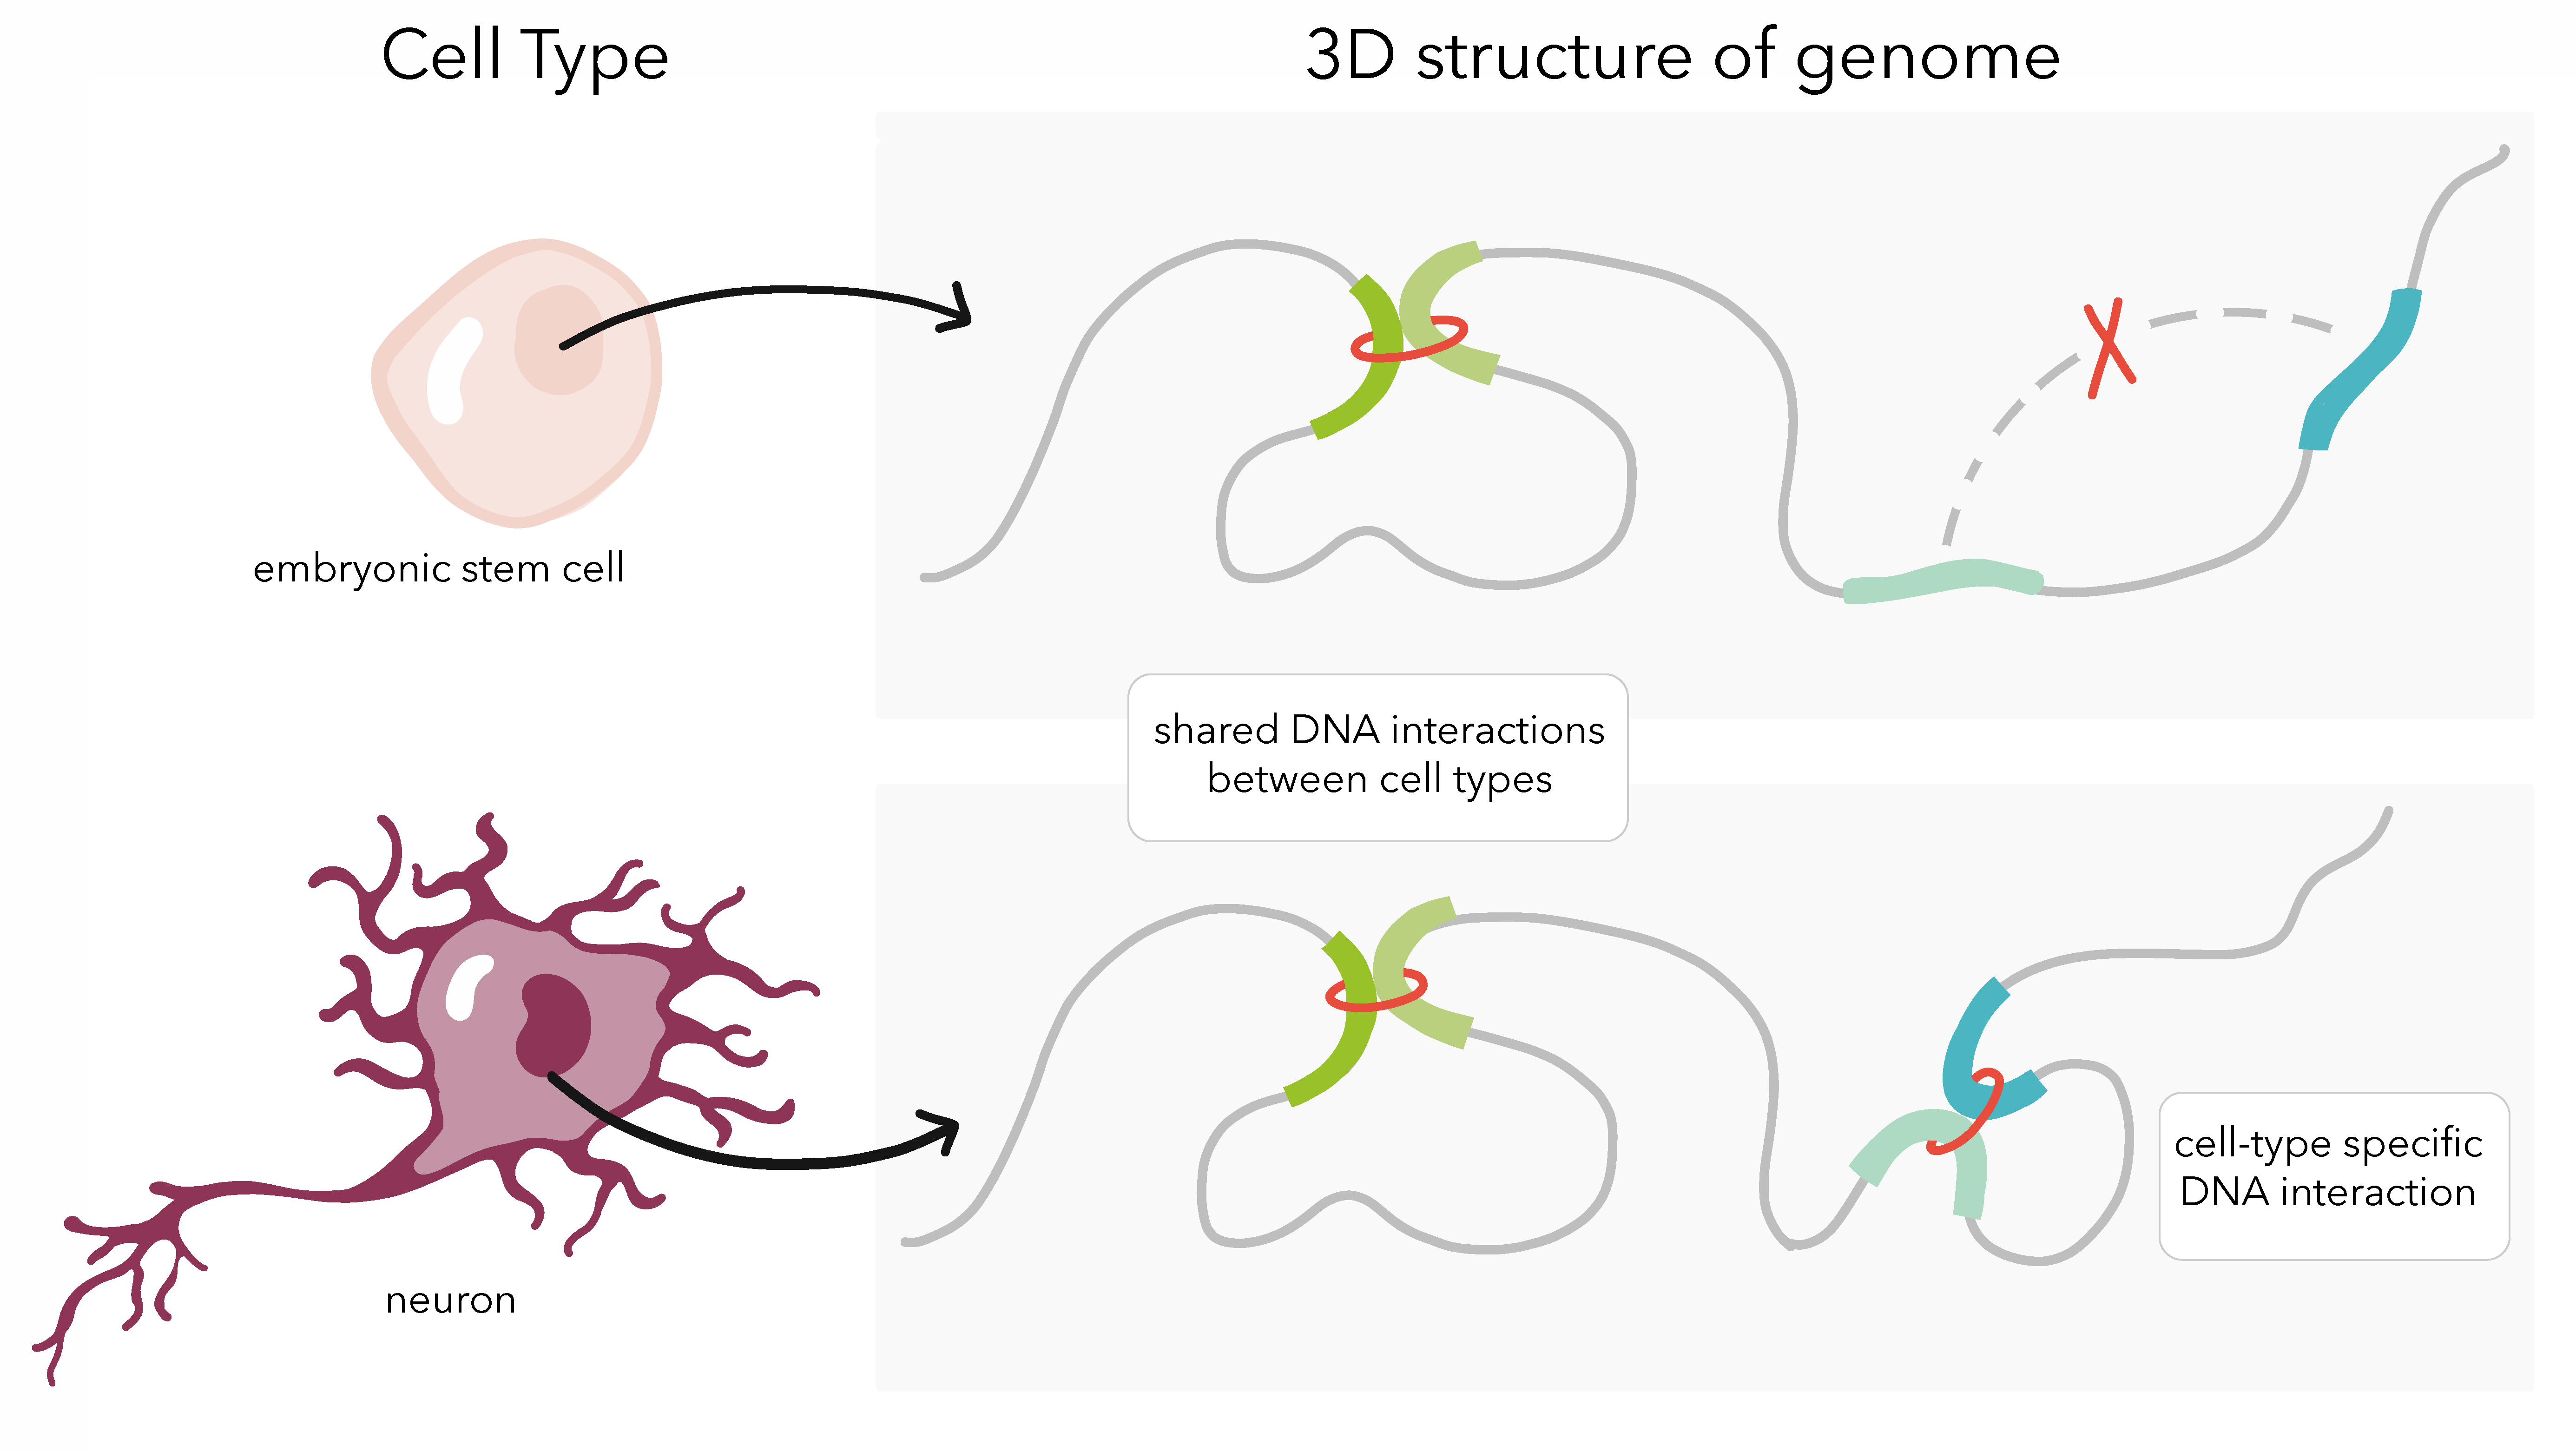 Cell Type
3D structure of genome
embryonic stem cell
shared DNA interactions
between cell types
neuron
cell-type specific
DNA interaction